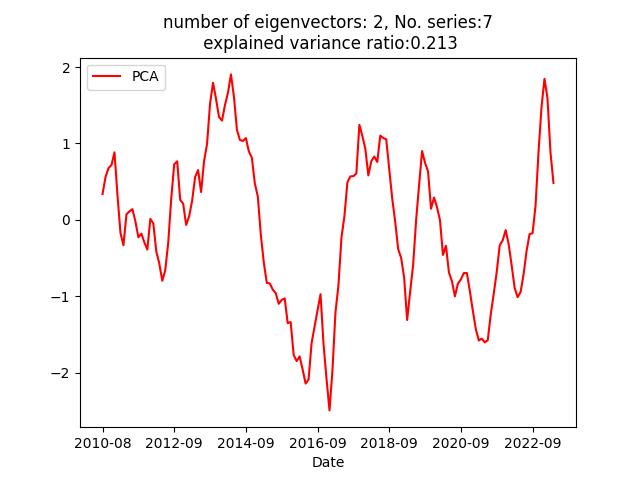 number of eigenvectors: 2, No. series:7
explained variance ratio:0.213
PCA
2
1
0
−1
−2
2010-08 2012-09 2014-09 2016-09 2018-09 2020-09 2022-09
Date